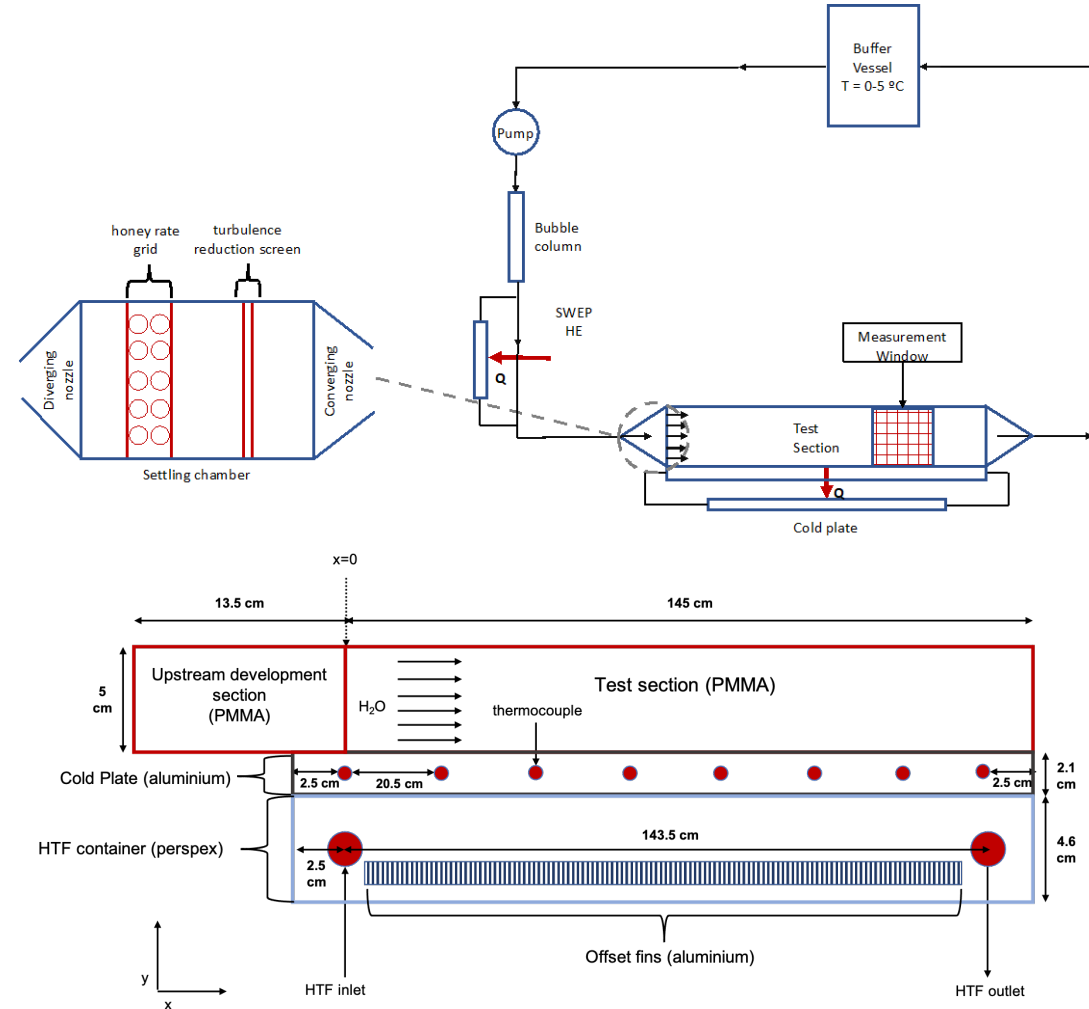 Buffer
Vessel
T = 0-5 ºC
Pump
Bubble
column
honey rate
grid
turbulence
reduction screen
SWEP
HE
Q
Measurement
Window
Diverging
nozzle
Converging
nozzle
Test
Section
Settling chamber
Q
Cold plate
x=0
13.5 cm
145 cm
5
cm
Upstream development
section
(PMMA)
H₂O
Test section (PMMA)
thermocouple
Cold Plate (aluminium)
2.5 cm
20.5 cm
2.5 cm
2.1
cm
HTF container (perspex)
2.5
cm
143.5 cm
4.6
cm
Offset fins (aluminium)
y
x
HTF inlet
HTF outlet